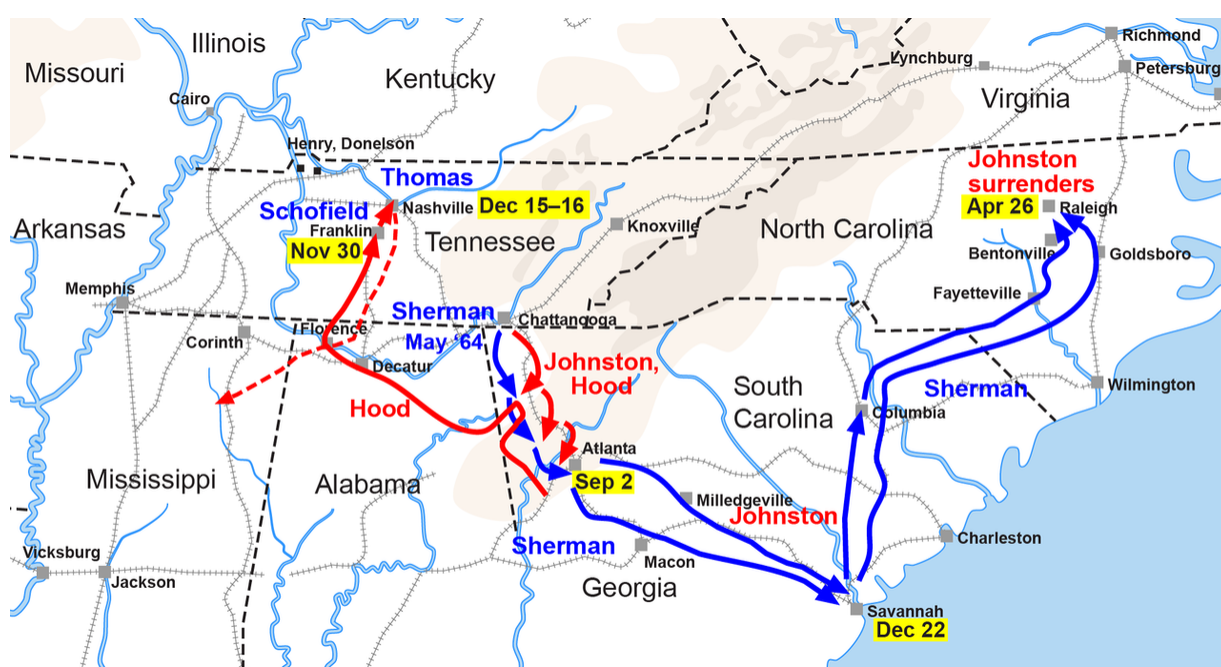 Illinois
Richmond
Missouri
Kentucky
Lynchburg
Petersburg
Cairo
Virginia
Henry, Donelson
Johnston
surrenders
Thomas
Apr 26
Raleigh
Schofield
Nashville
Dec 15–16
Arkansas
Franklin
Knoxville
North Carolina
Nov 30
Tennessee
Bentonville
Goldsboro
Memphis
Fayetteville
Sherman
Chattanooga
Florence
May ‘64
Corinth
Decatur
Johnston,
Hood
South
Carolina
Sherman
Wilmington
Hood
Columbia
Atlanta
Mississippi
Alabama
Sep 2
Milledgeville
Johnston
Sherman
Charleston
Vicksburg
Jackson
Macon
Georgia
Savannah
Dec 22